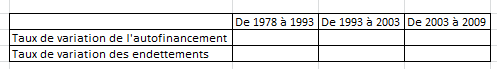 De 1978 à 1993 De 1993 à 2003 De 2003 à 2009
Taux de variation de l'autofinancement
Taux de variation des endettements